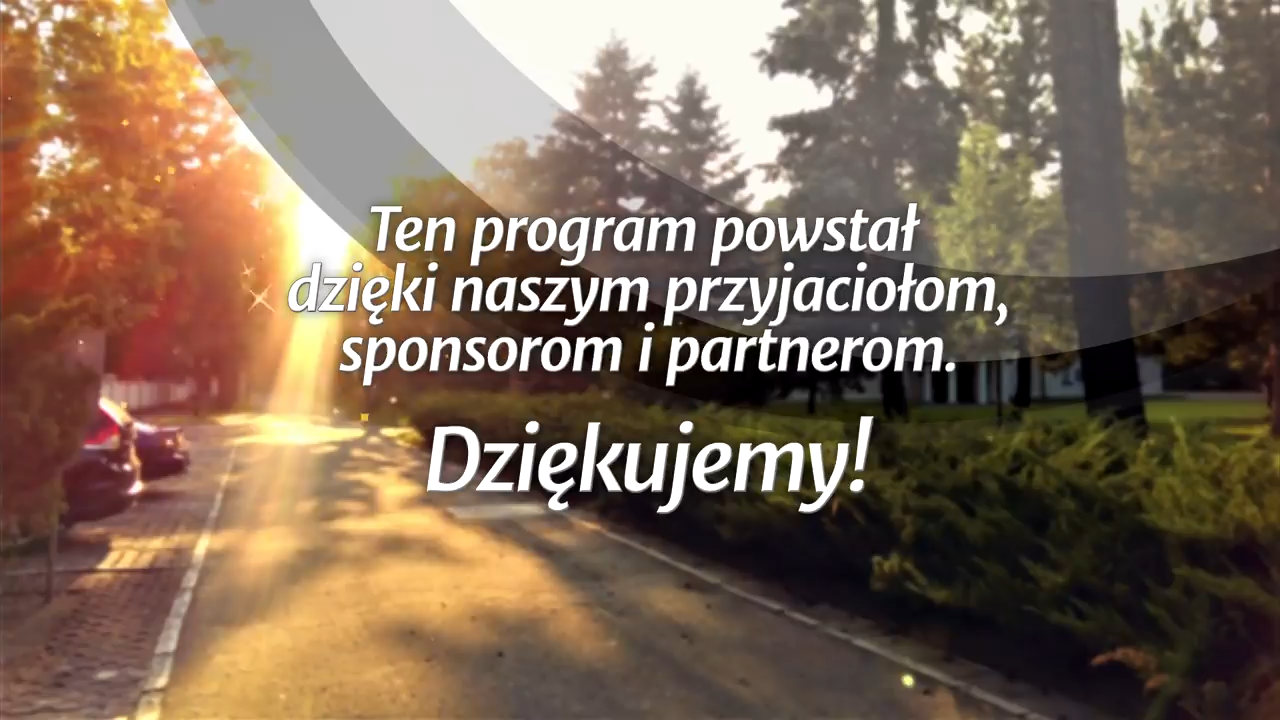 Ten program powstał
dzięki naszym przyjaciołom,
sponsorom i partnerom.
Dziękujemy!